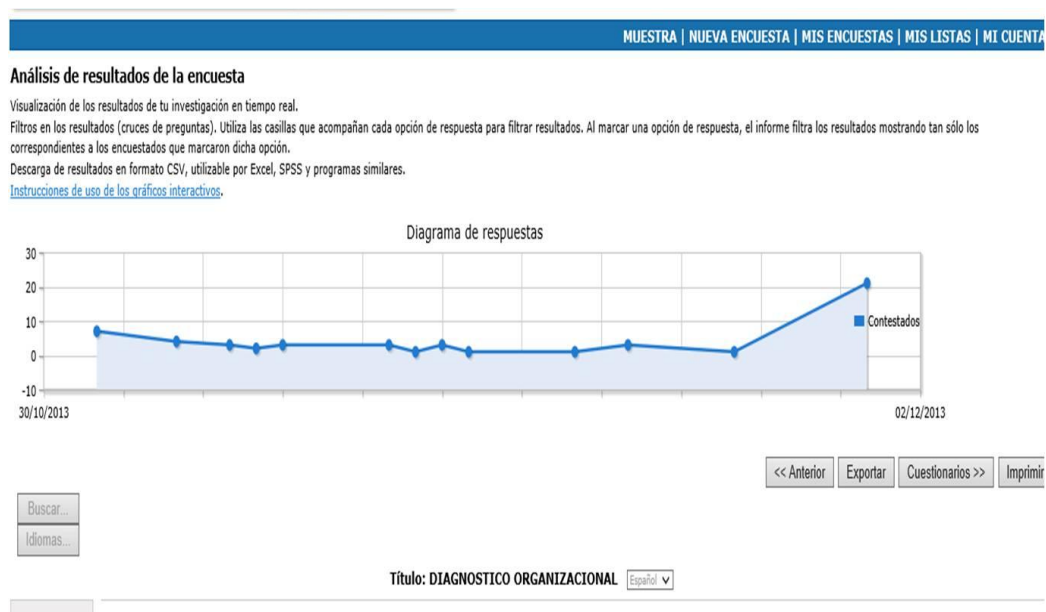 MUESTRA | NUEVA ENCUESTA | MIS ENCUESTAS | MIS LISTAS | MI CUENTA
Análisis de resultados de la encuesta
Visualización de los resultados de tu investigación en tiempo real.
Filtros en los resultados (cruces de preguntas). Utiliza las casillas que acompañan cada opción de respuesta para filtrar resultados. Al marcar una opción de respuesta, el informe filtra los resultados mostrando tan sólo los
correspondientes a los encuestados que marcaron dicha opción.
Descarga de resultados en formato CSV, utilizable por Excel, SPSS y programas similares.
Instrucciones de uso de los gráficos interactivos.
Diagrama de respuestas
30
20
10
0
-10
Contestados
30/10/2013 02/12/2013
<< Anterior Exportar Cuestionarios >> Imprimir
Buscar...
Idiomas...
Título: DIAGNOSTICO ORGANIZACIONAL Español